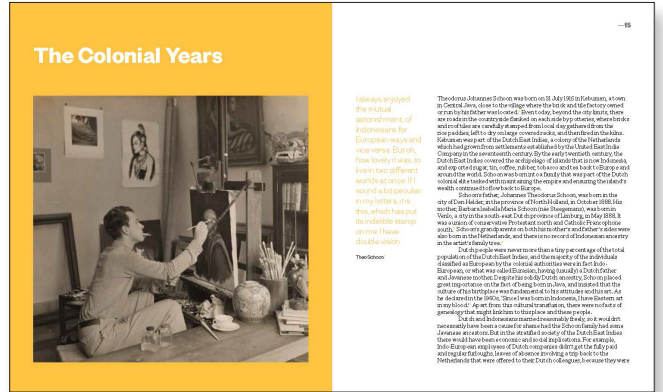 The Colonial Years
—15
I always enjoyed
the mutual
astonishment, of
Indonesians for
European ways and
vice versa. But oh,
how lovely it was, to
live in two different
worlds at once. If I
sound a bit peculiar
in my letters, it is
this, which has put
its indelible stamp
on me: I have
double vision.
Theo Schoon
Theodorus Johannes Schoon was born on 31 July 1915 in Kebumen, a town
in Central Java, close to the village where the brick and tile factory owned
or run by his father was located. Even today, beyond the city limits, there
are roads in the countryside flanked on each side by potteries, where bricks
and roof tiles are carefully stamped from local clay gathered from the
rice paddies, left to dry on large covered racks, and then fired in the kilns.
Kebumen was part of the Dutch East Indies, a colony of the Netherlands
which had grown from settlements established by the United East India
Company in the seventeenth century. By the early twentieth century, the
Dutch East Indies covered the archipelago of islands that is now Indonesia,
and exported sugar, tin, coffee, rubber, tobacco and tea back to Europe and
around the world. Schoon was born into a family that was part of the Dutch
colonial elite tasked with maintaining the empire and ensuring the island's
wealth continued to flow back to Europe.
Schoon's father, Johannes Theodorus Schoon, was born in the
city of Den Helder, in the province of North Holland, in October 1888. His
mother, Barbara Isabella Maria Schoon (née Steegemans), was born in
Venlo, a city in the south-east Dutch province of Limburg, in May 1888. It
was a union of conservative Protestant north and Catholic Francophone
south. Schoon's grandparents on both his mother's and father's sides were
also born in the Netherlands, and there is no record of Indonesian ancestry
in the artist's family tree.
Dutch people were never more than a tiny percentage of the total
population of the Dutch East Indies, and the majority of the individuals
classified as European by the colonial authorities were in fact Indo-
European, or what was called Eurasian, having (usually) a Dutch father
and Javanese mother. Despite his solidly Dutch ancestry, Schoon placed
great importance on the fact of being born in Java, and insisted that the
culture of his birthplace was fundamental to his attitudes and his art. As
he declared in the 1960s, 'Since I was born in Indonesia, I have Eastern art
in my blood.' Apart from this cultural transfusion, there were no facts of
genealogy that might link him to this place and these people.
Dutch and Indonesians married reasonably freely, so it wouldn't
necessarily have been a cause for shame had the Schoon family had some
Javanese ancestors. But in the stratified society of the Dutch East Indies
there would have been economic and social implications. For example,
Indo-European employees of Dutch companies didn't get the fully paid
and regular furloughs, leaves of absence involving a trip back to the
Netherlands that were offered to their Dutch colleagues, because they were